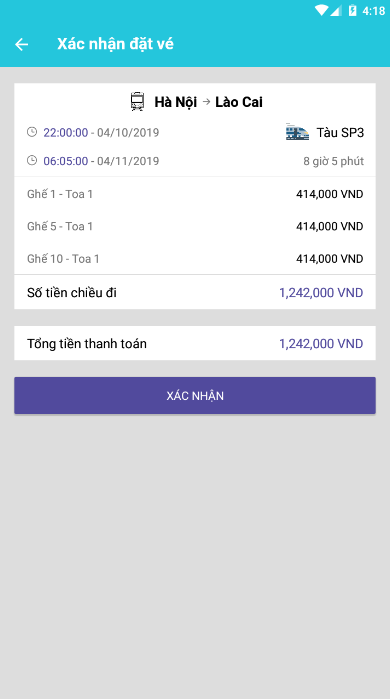 4:18
Xác nhận đặt vé
Hà Nội → Lào Cai
22:00:00 - 04/10/2019 Tàu SP3
06:05:00 - 04/11/2019 8 giờ 5 phút
Ghế 1 - Toa 1 414,000 VND
Ghế 5 - Toa 1 414,000 VND
Ghế 10 - Toa 1 414,000 VND
Số tiền chiều đi 1,242,000 VND
Tổng tiền thanh toán 1,242,000 VND
XÁC NHẬN